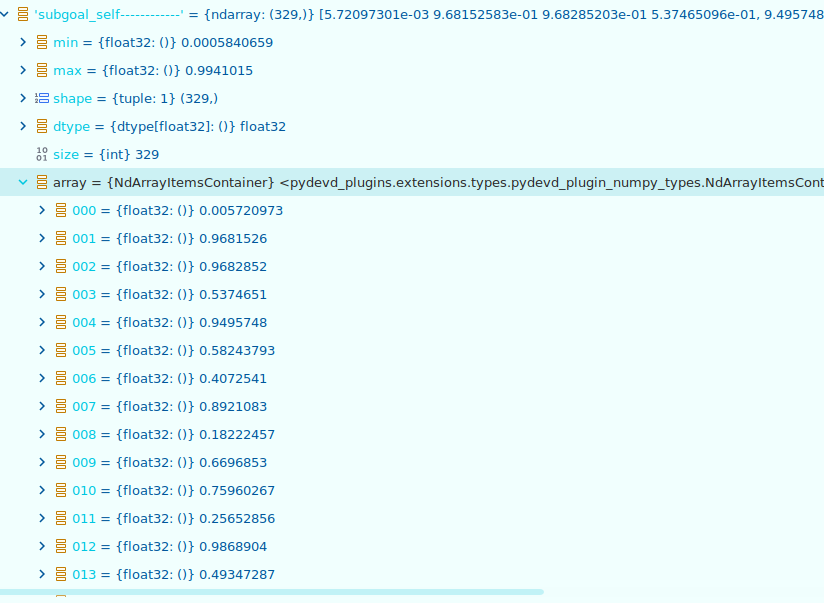 'subgoal_self------------' = {ndarray: (329,)} [5.72097301e-03 9.68152583e-01 9.68285203e-01 5.37465096e-01, 9.495748
min = {float32: ()} 0.0005840659
max = {float32: ()} 0.9941015
shape = {tuple: 1} (329,)
dtype = {dtype[float32]: ()} float32
10 01 size = {int} 329
array = {NdArrayItemsContainer} <pydevd_plugins.extensions.types.pydevd_plugin_numpy_types.NdArrayItemsCont
000 = {float32: ()} 0.005720973
001 = {float32: ()} 0.9681526
002 = {float32: ()} 0.9682852
003 = {float32: ()} 0.5374651
004 = {float32: ()} 0.9495748
005 = {float32: ()} 0.58243793
006 = {float32: ()} 0.4072541
007 = {float32: ()} 0.8921083
008 = {float32: ()} 0.18222457
009 = {float32: ()} 0.6696853
010 = {float32: ()} 0.75960267
011 = {float32: ()} 0.25652856
012 = {float32: ()} 0.9868904
013 = {float32: ()} 0.49347287